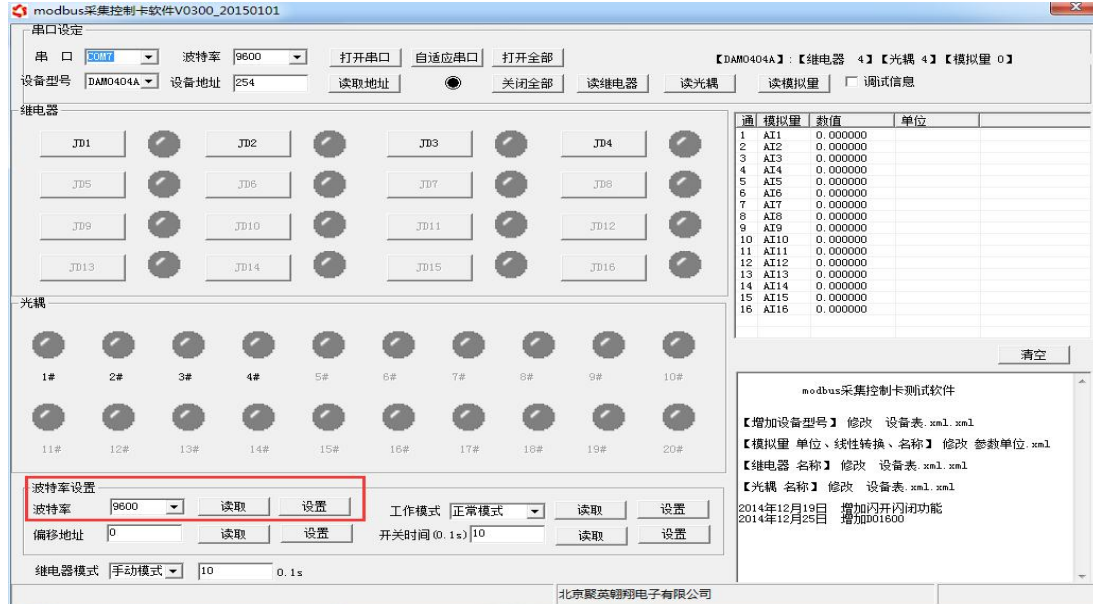 modbus采集控制卡软件V0300_20150101
串口设定
串 口 COM7 波特率 9600 打开串口 自适应串口 打开全部 【DAM0404A】:【继电器 4】【光耦 4】【模拟量 0】
设备型号 DAM0404A 设备地址 254 读取地址 关闭全部 读继电器 读光耦 读模拟量 调试信息
继电器
JD1 JD2 JD3 JD4
JD5 JD6 JD7 JD8
JD9 JD10 JD11 JD12
JD13 JD14 JD15 JD16
通 模拟量 数值 单位
1 AI1 0.000000
2 AI2 0.000000
3 AI3 0.000000
4 AI4 0.000000
5 AI5 0.000000
6 AI6 0.000000
7 AI7 0.000000
8 AI8 0.000000
9 AI9 0.000000
10 AI10 0.000000
11 AI11 0.000000
12 AI12 0.000000
13 AI13 0.000000
14 AI14 0.000000
15 AI15 0.000000
16 AI16 0.000000
清空
光耦
1# 2# 3# 4# 5# 6# 7# 8# 9# 10#
11# 12# 13# 14# 15# 16# 17# 18# 19# 20#
modbus采集控制卡测试软件
【增加设备型号】 修改 设备表.xml.xml
【模拟量 单位、线性转换、名称】 修改 参数单位.xml
【继电器 名称】 修改 设备表.xml.xml
【光耦 名称】 修改 设备表.xml.xml
2014年12月19日 增加闪开闪闭功能
2014年12月25日 增加DO1600
波特率设置
波特率 9600 读取 设置 工作模式 正常模式 读取 设置
偏移地址 0 读取 设置 开关时间(0.1s) 10 读取 设置
继电器模式 手动模式 10 0.1s
北京聚英翱翔电子有限公司